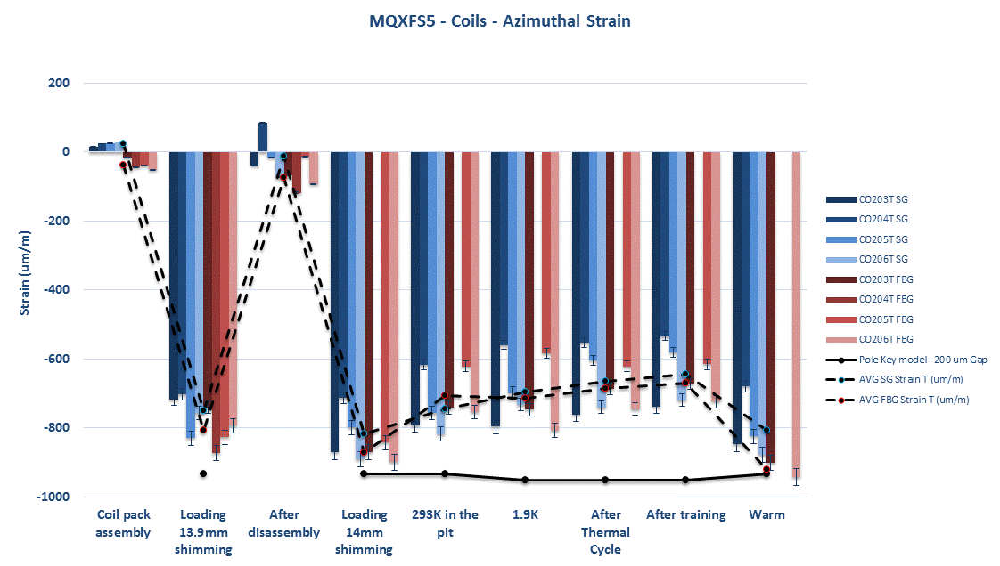 MQXFS5 - Coils - Azimuthal Strain
200
0
-200
-400
-600
-800
-1000
Strain (um/m)
Coil pack
assembly
Loading
13.9mm
shimming
After
disassembly
Loading
14mm
shimming
293K in the
pit
1.9K
After
Thermal
Cycle
After training
Warm
CO203T SG
CO204T SG
CO205T SG
CO206T SG
CO203T FBG
CO204T FBG
CO205T FBG
CO206T FBG
Pole Key model - 200 um Gap
AVG SG Strain T (um/m)
AVG FBG Strain T (um/m)